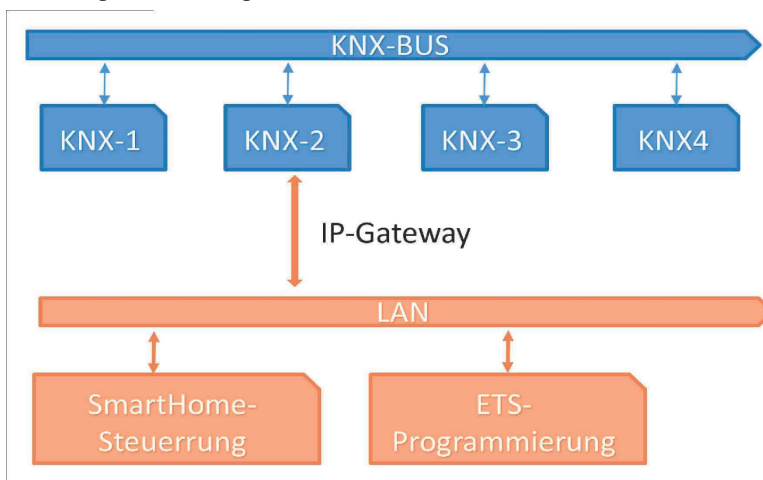 KNX-BUS
KNX-1
KNX-2
KNX-3
KNX4
IP-Gateway
LAN
SmartHome-
Steuerrung
ETS-
Programmierung